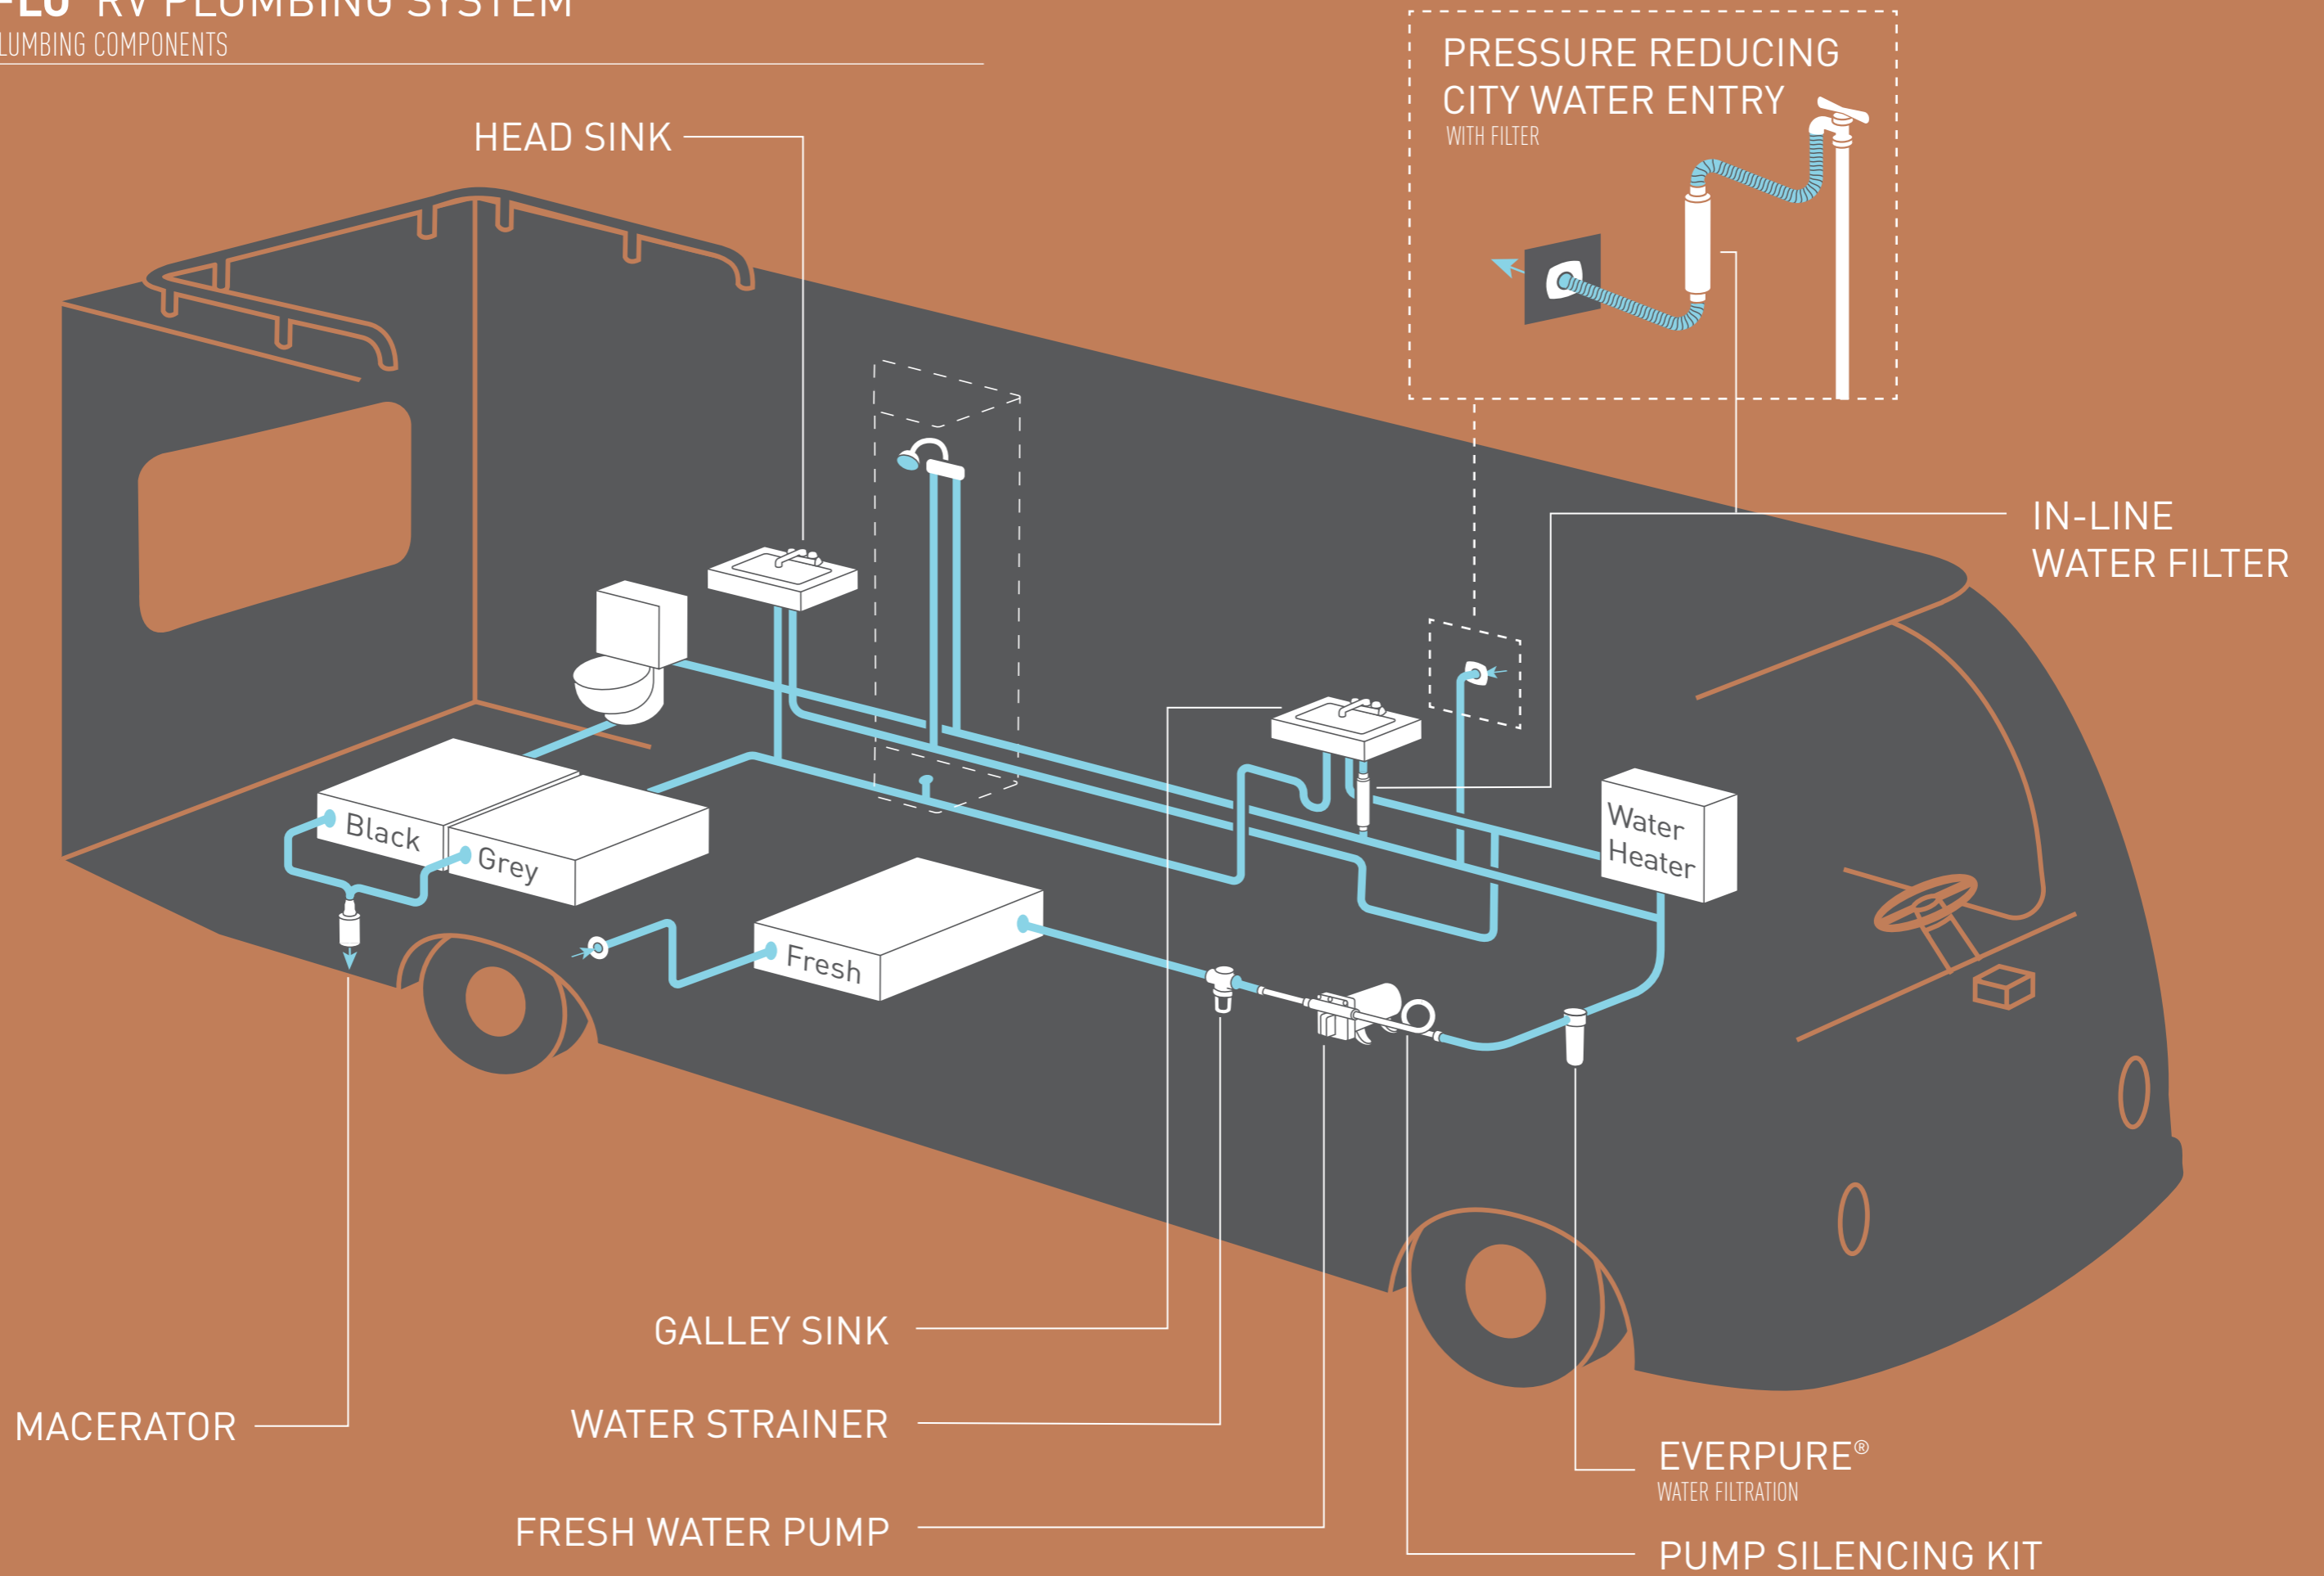 RV PLUMBING SYSTEM
COMPONENTS
PRESSURE REDUCING
CITY WATER ENTRY
WITH FILTER
HEAD SINK
IN-LINE
WATER FILTER
Water
Heater
Black
Grey
Fresh
GALLEY SINK
MACERATOR
WATER STRAINER
EVERPURE®
WATER FILTRATION
FRESH WATER PUMP
PUMP SILENCING KIT